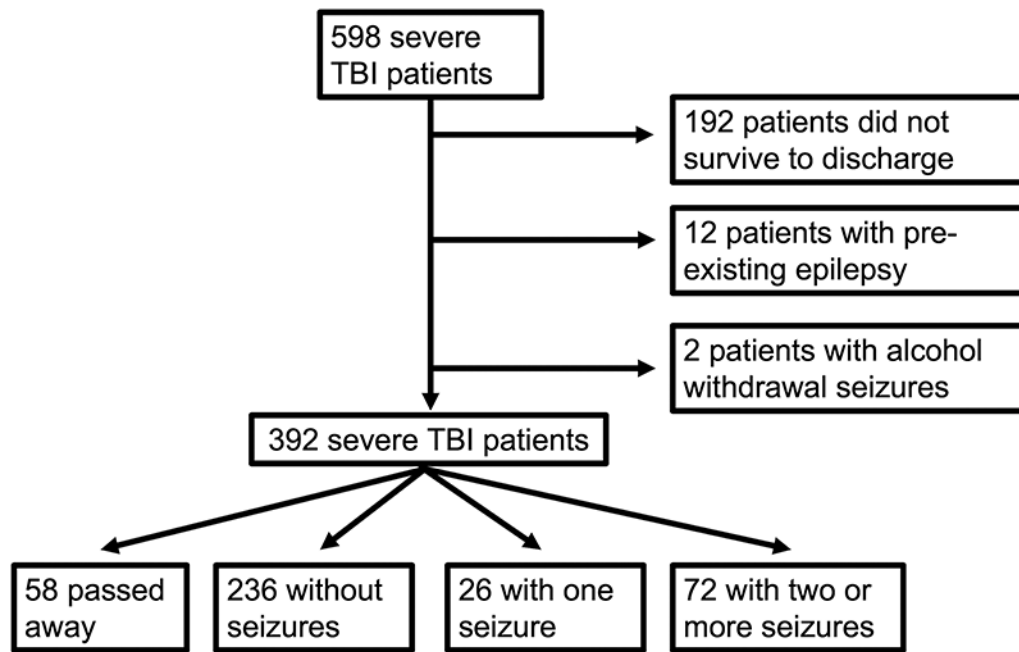 598 severe
TBI patients
192 patients did not
survive to discharge
12 patients with pre-
existing epilepsy
2 patients with alcohol
withdrawal seizures
392 severe TBI patients
58 passed
away
236 without
seizures
26 with one
seizure
72 with two or
more seizures